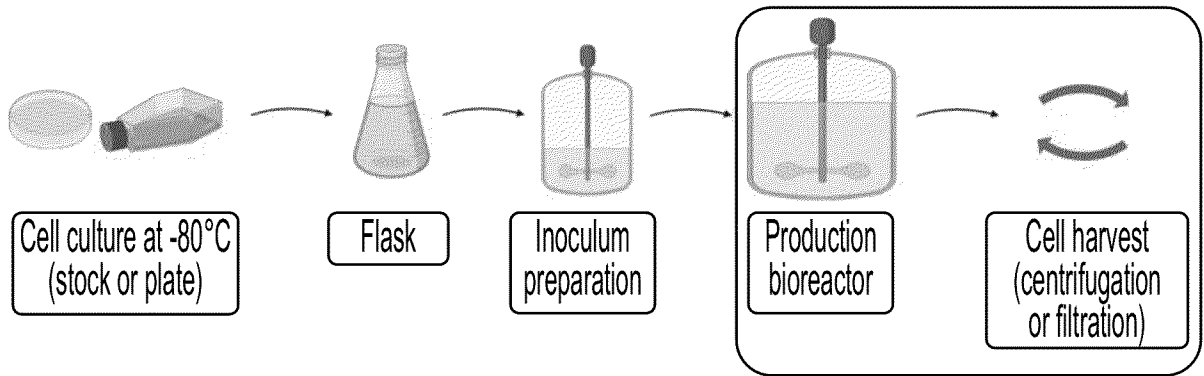 Cell culture at -80°C
(stock or plate)
Flask
Inoculum
preparation
Production
bioreactor
Cell harvest
(centrifugation
or filtration)